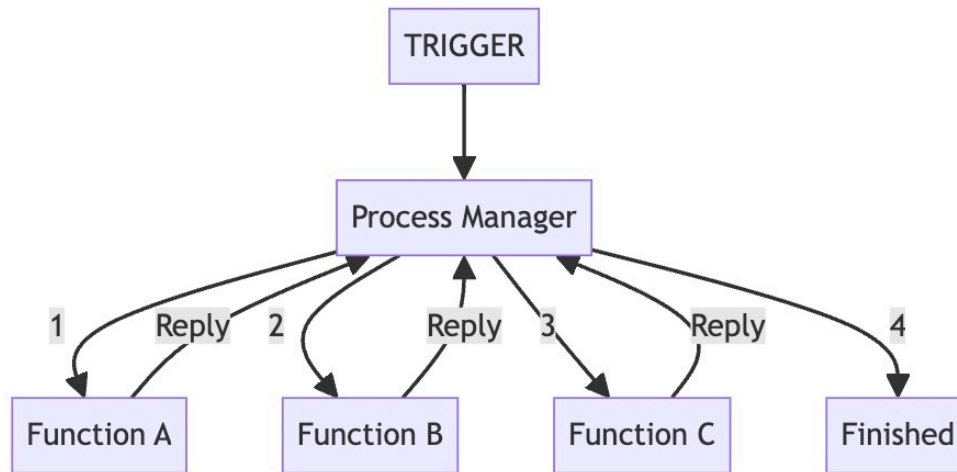 TRIGGER
Process Manager
1
Reply
2
Reply
3
Reply
4
Function A
Function B
Function C
Finished